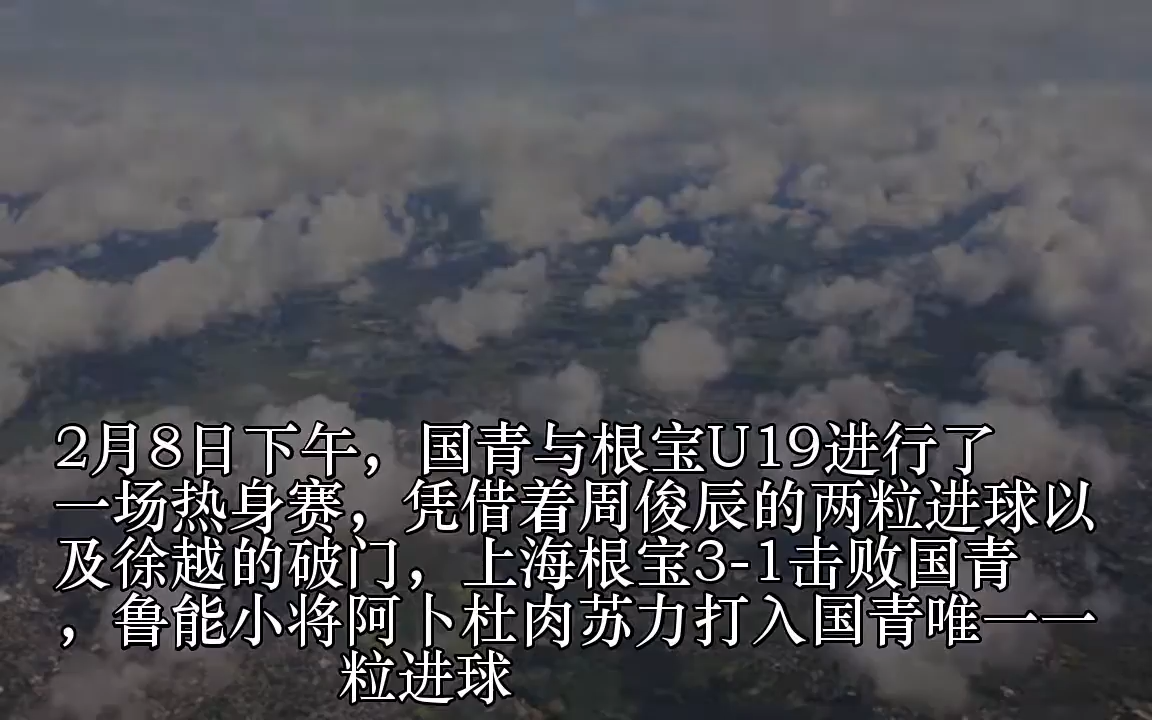 2月8日下午，国青与根宝U19进行了
一场热身赛，凭借着周俊辰的两粒进球以
及徐越的破门，上海根宝3-1击败国青
，鲁能小将阿卜杜肉苏力打入国青唯一一
粒进球